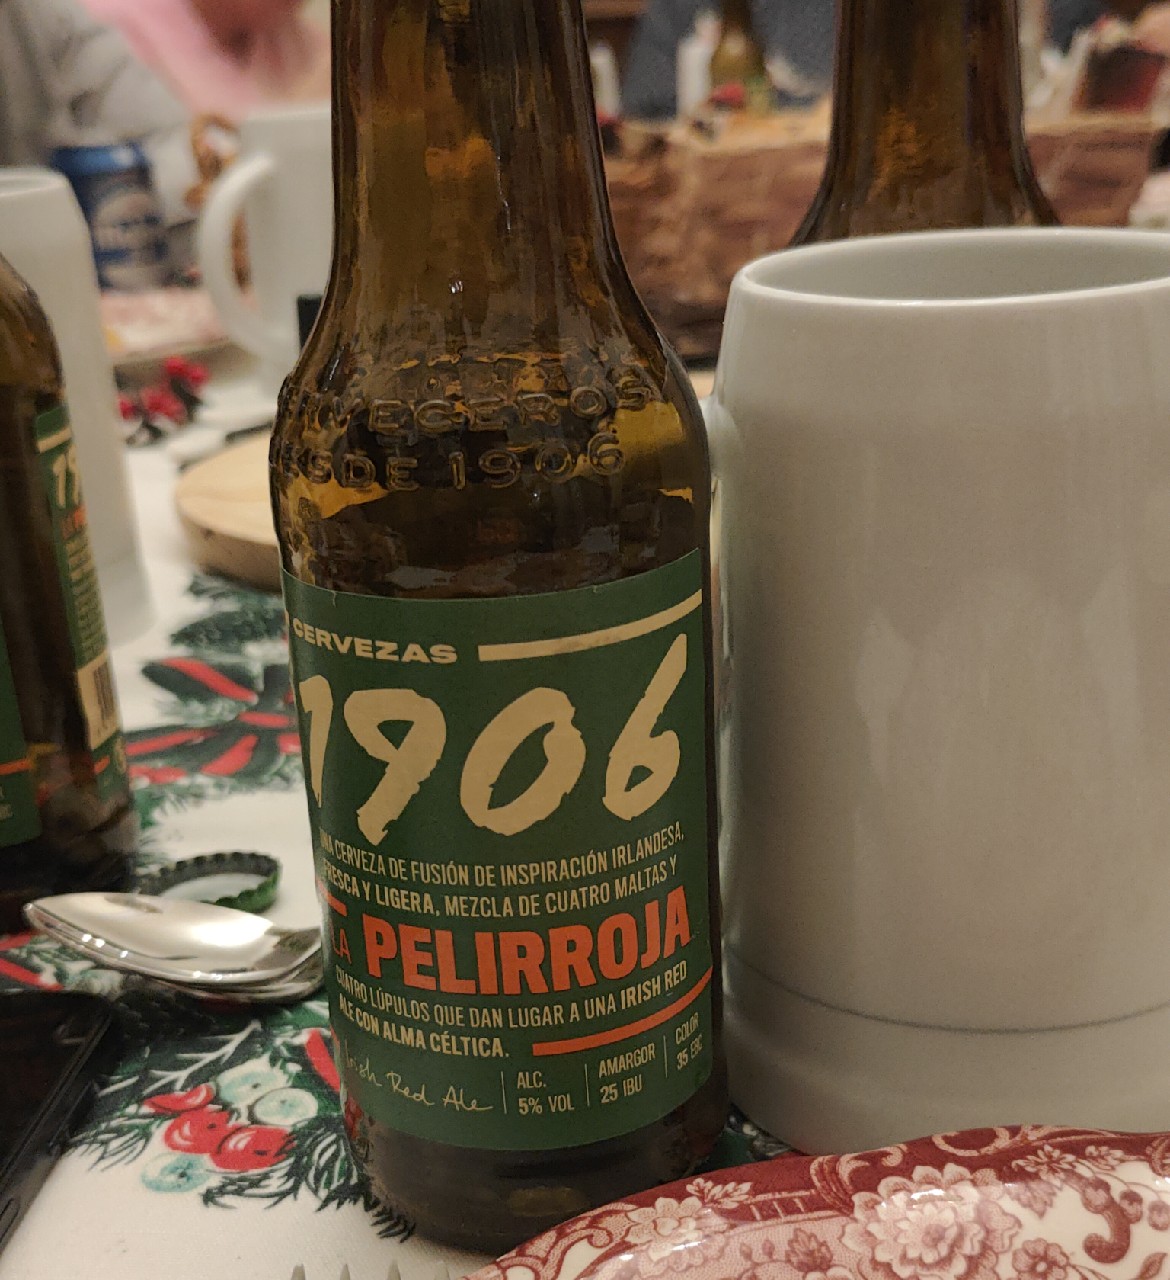 CERVECEROS
DESDE 1906
CERVEZAS
1906
UNA CERVEZA DE FUSIÓN DE INSPIRACIÓN IRLANDESA,
FRESCA Y LIGERA, MEZCLA DE CUATRO MALTAS Y
LA PELIRROJA
CUATRO LÚPULOS QUE DAN LUGAR A UNA IRISH RED
ALE CON ALMA CÉLTICA.
Irish Red Ale
ALC.
5% VOL
AMARGOR
25 IBU
COLOR
35 EBC